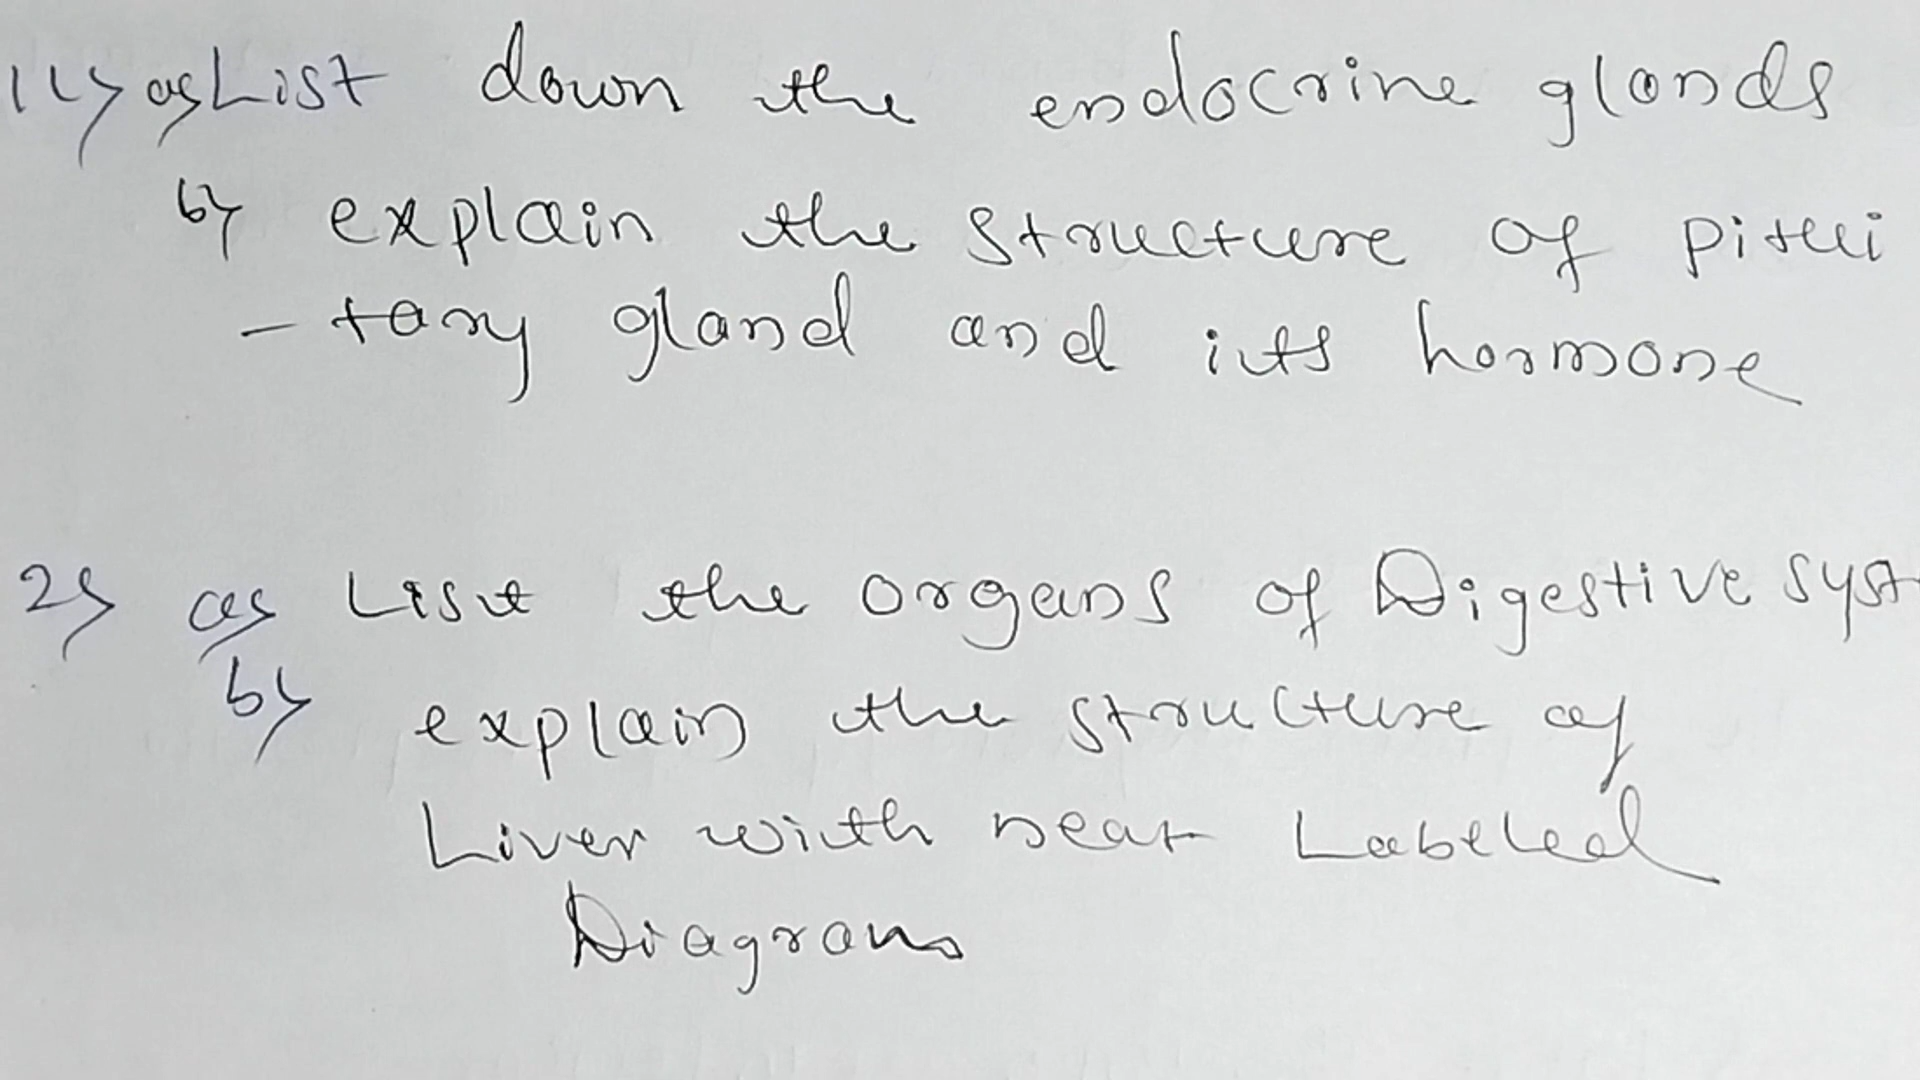 1) a) List down the endocrine glands
b) explain the structure of pitui
- tary gland and its hormone
2) a) List the organs of Digestive syst
b) explain the structure of
Liver with neat Labeled
Diagram